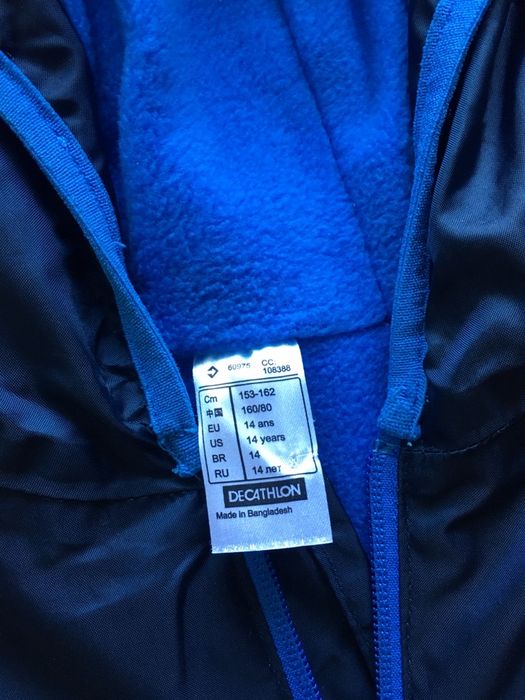 60975 CC. 108388
Cm 153-162
中国 160/80
EU 14 ans
US 14 years
BR 14
RU 14 лет
DECATHLON
Made in Bangladesh